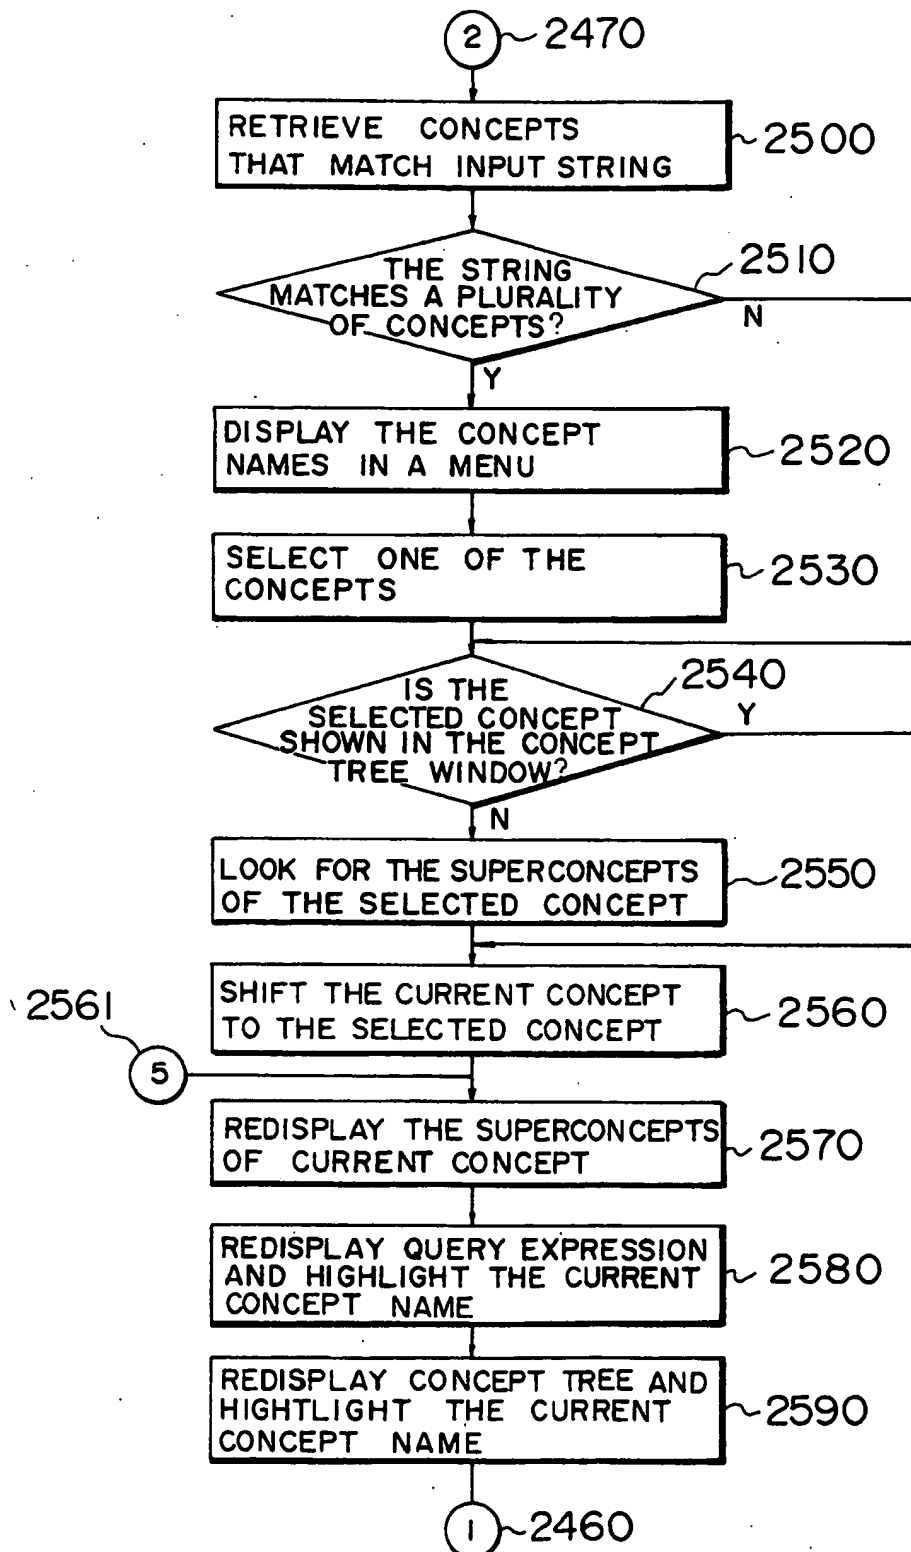 2 2470
RETRIEVE CONCEPTS
THAT MATCH INPUT STRING
2500
THE STRING
MATCHES A PLURALITY
OF CONCEPTS?
2510
N
Y
DISPLAY THE CONCEPT
NAMES IN A MENU
2520
SELECT ONE OF THE
CONCEPTS
2530
IS THE
SELECTED CONCEPT
SHOWN IN THE CONCEPT
TREE WINDOW?
2540
Y
N
LOOK FOR THE SUPERCONCEPTS
OF THE SELECTED CONCEPT
2550
SHIFT THE CURRENT CONCEPT
TO THE SELECTED CONCEPT
2560
2561
5
REDISPLAY THE SUPERCONCEPTS
OF CURRENT CONCEPT
2570
REDISPLAY QUERY EXPRESSION
AND HIGHLIGHT THE CURRENT
CONCEPT NAME
2580
REDISPLAY CONCEPT TREE AND
HIGHTLIGHT THE CURRENT
CONCEPT NAME
2590
1 2460